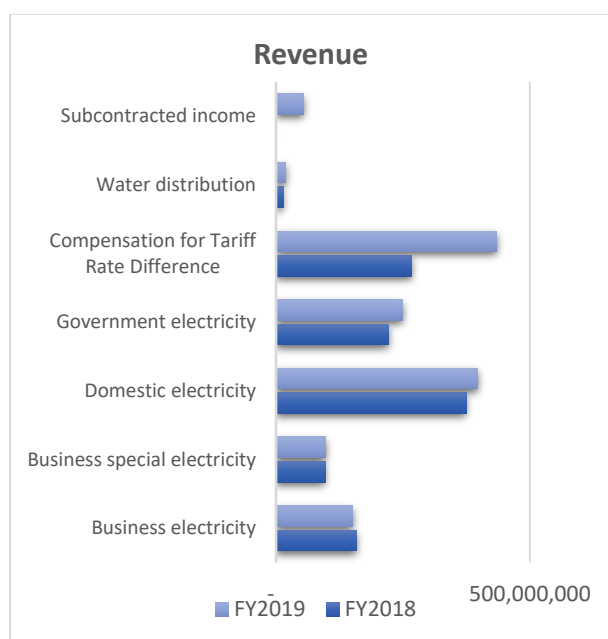 Revenue
Subcontracted income
Water distribution
Compensation for Tariff
Rate Difference
Government electricity
Domestic electricity
Business special electricity
Business electricity
- 500,000,000
FY2019 FY2018